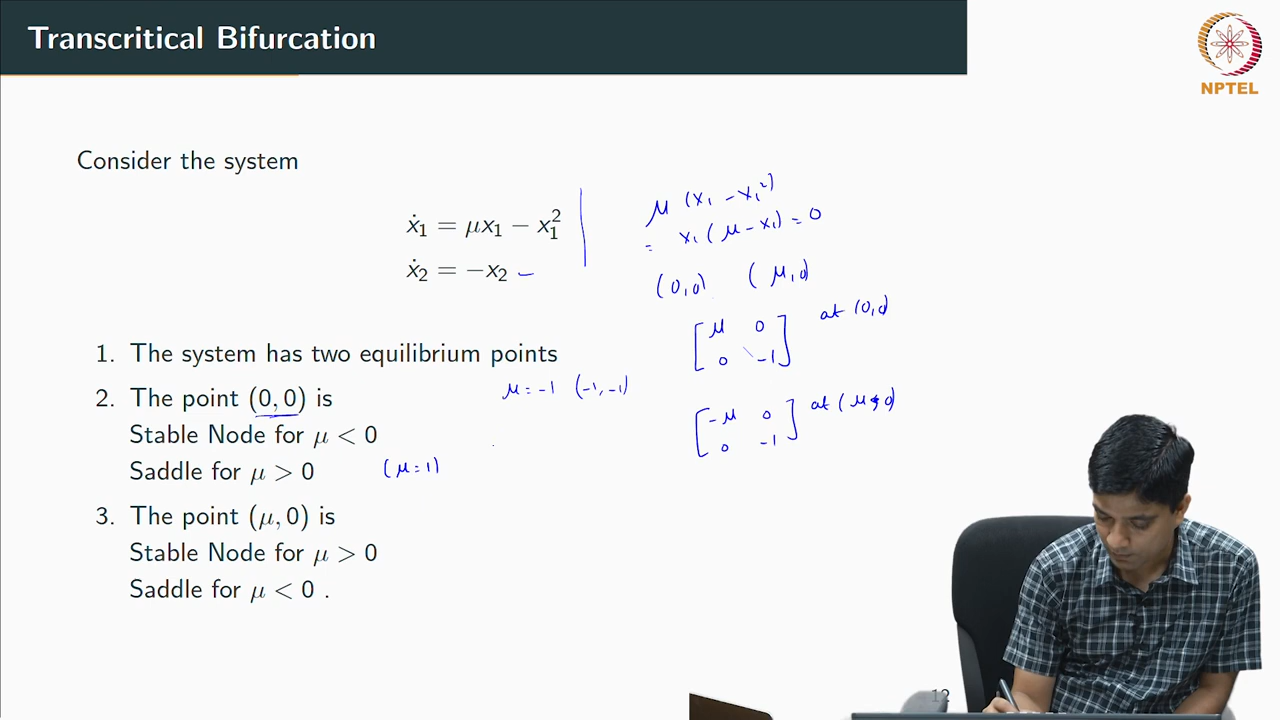 Transcritical Bifurcation
NPTEL
Consider the system
ẋ₁ = μx₁ − x₁²
ẋ₂ = −x₂ –
μ (x₁ − x₁²)
= x₁ (μ − x₁) = 0
(0,0) (μ,0)
[μ 0
0 −1] at (0,0)
1. The system has two equilibrium points
2. The point (0, 0) is
μ = −1 (−1,−1)
Stable Node for μ < 0
Saddle for μ > 0
(μ = 1)
[−μ 0
0 −1] at (μ, 0)
3. The point (μ, 0) is
Stable Node for μ > 0
Saddle for μ < 0 .
12